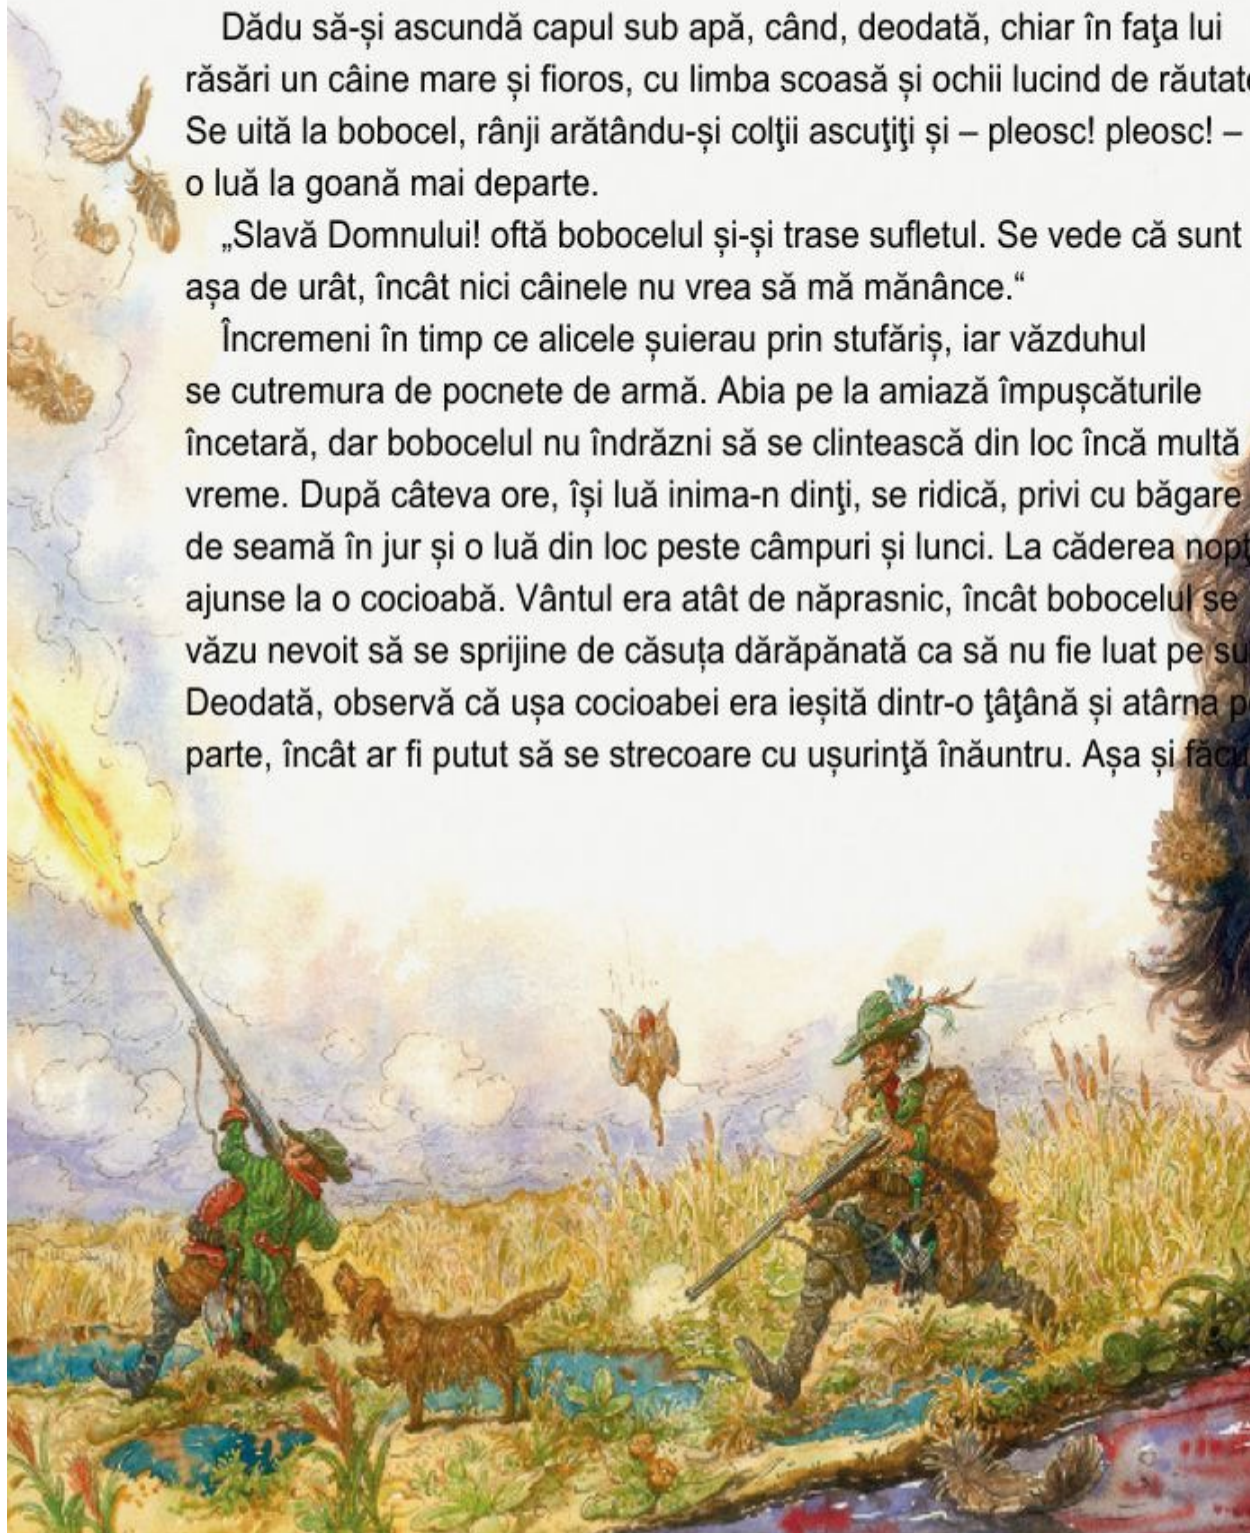 Dădu să-și ascundă capul sub apă, când, deodată, chiar în faţa lui
răsări un câine mare și fioros, cu limba scoasă și ochii lucind de
Se uită la bobocel, rânji arătându-și colţii ascuţiţi și – pleosc! pleosc! –
o luă la goană mai departe.
„Slavă Domnului! oftă bobocelul și-și trase sufletul. Se vede că sunt
așa de urât, încât nici câinele nu vrea să mă mănânce.“
Încremeni în timp ce alicele șuierau prin stufăriș, iar văzduhul
se cutremura de pocnete de armă. Abia pe la amiază împușcăturile
încetară, dar bobocelul nu îndrăzni să se clintească din loc încă multă
vreme. După câteva ore, își luă inima-n dinţi, se ridică, privi cu băgare
de seamă în jur și o luă din loc peste câmpuri și lunci. La căderea
ajunse la o cocioabă. Vântul era atât de năprasnic, încât bobocelul se
văzu nevoit să se sprijine de căsuţa dărăpănată ca să nu fie luat pe
Deodată, observă că ușa cocioabei era ieșită dintr-o ţâţână și atârna
parte, încât ar fi putut să se strecoare cu ușurinţă înăuntru. Așa și